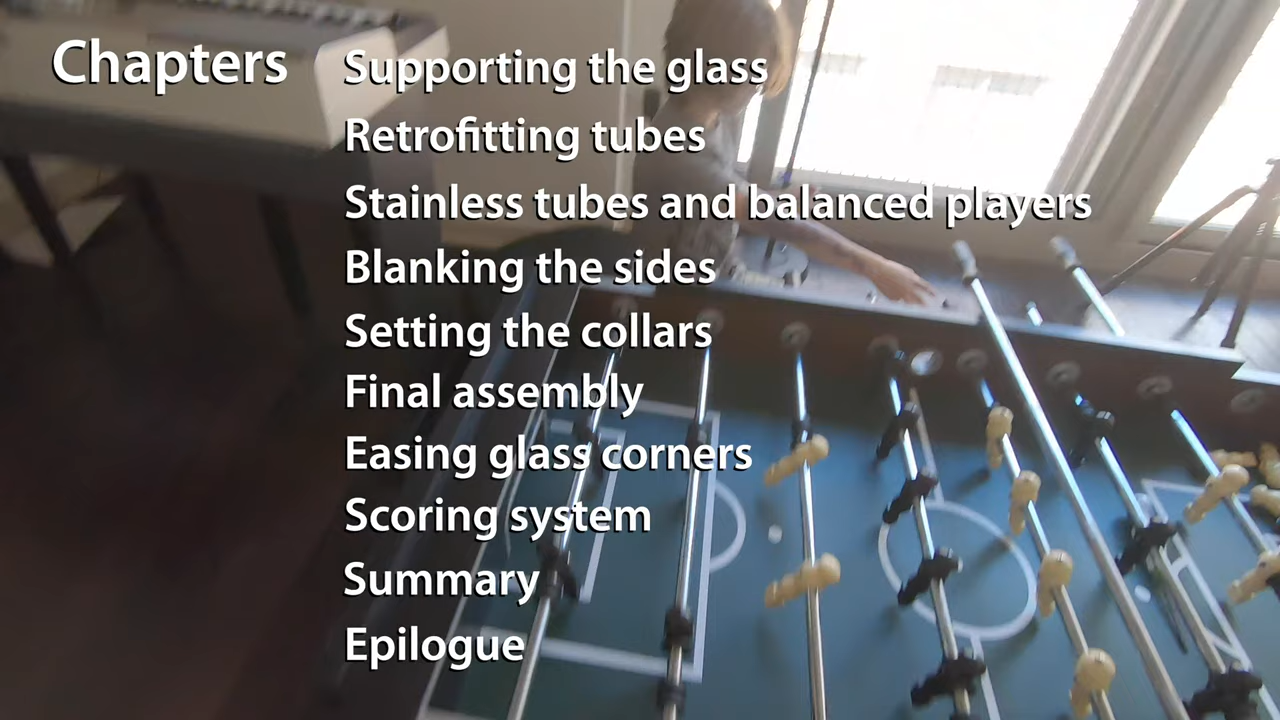 Chapters
Supporting the glass
Retrofitting tubes
Stainless tubes and balanced players
Blanking the sides
Setting the collars
Final assembly
Easing glass corners
Scoring system
Summary
Epilogue